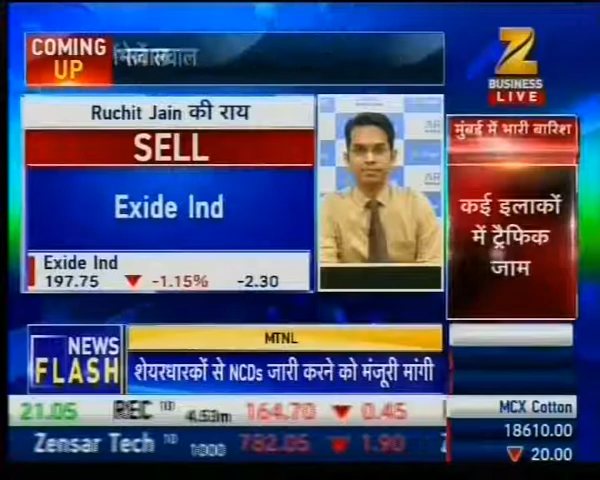 COMING
UP
Z
BUSINESS
LIVE
Ruchit Jain की राय
SELL
Exide Ind
Exide Ind
197.75 ▼ -1.15% -2.30
मुंबई में भारी बारिश
कई इलाकों
में ट्रैफिक
जाम
NEWS
FLASH
MTNL
शेयरधारकों से NCDs जारी करने को मंजूरी मांगी
21.05 REC 4.53m 164.70 ▼ 0.45
Zensar Tech 1000 782.05 ▼ 1.90
MCX Cotton
18610.00
▼ 20.00